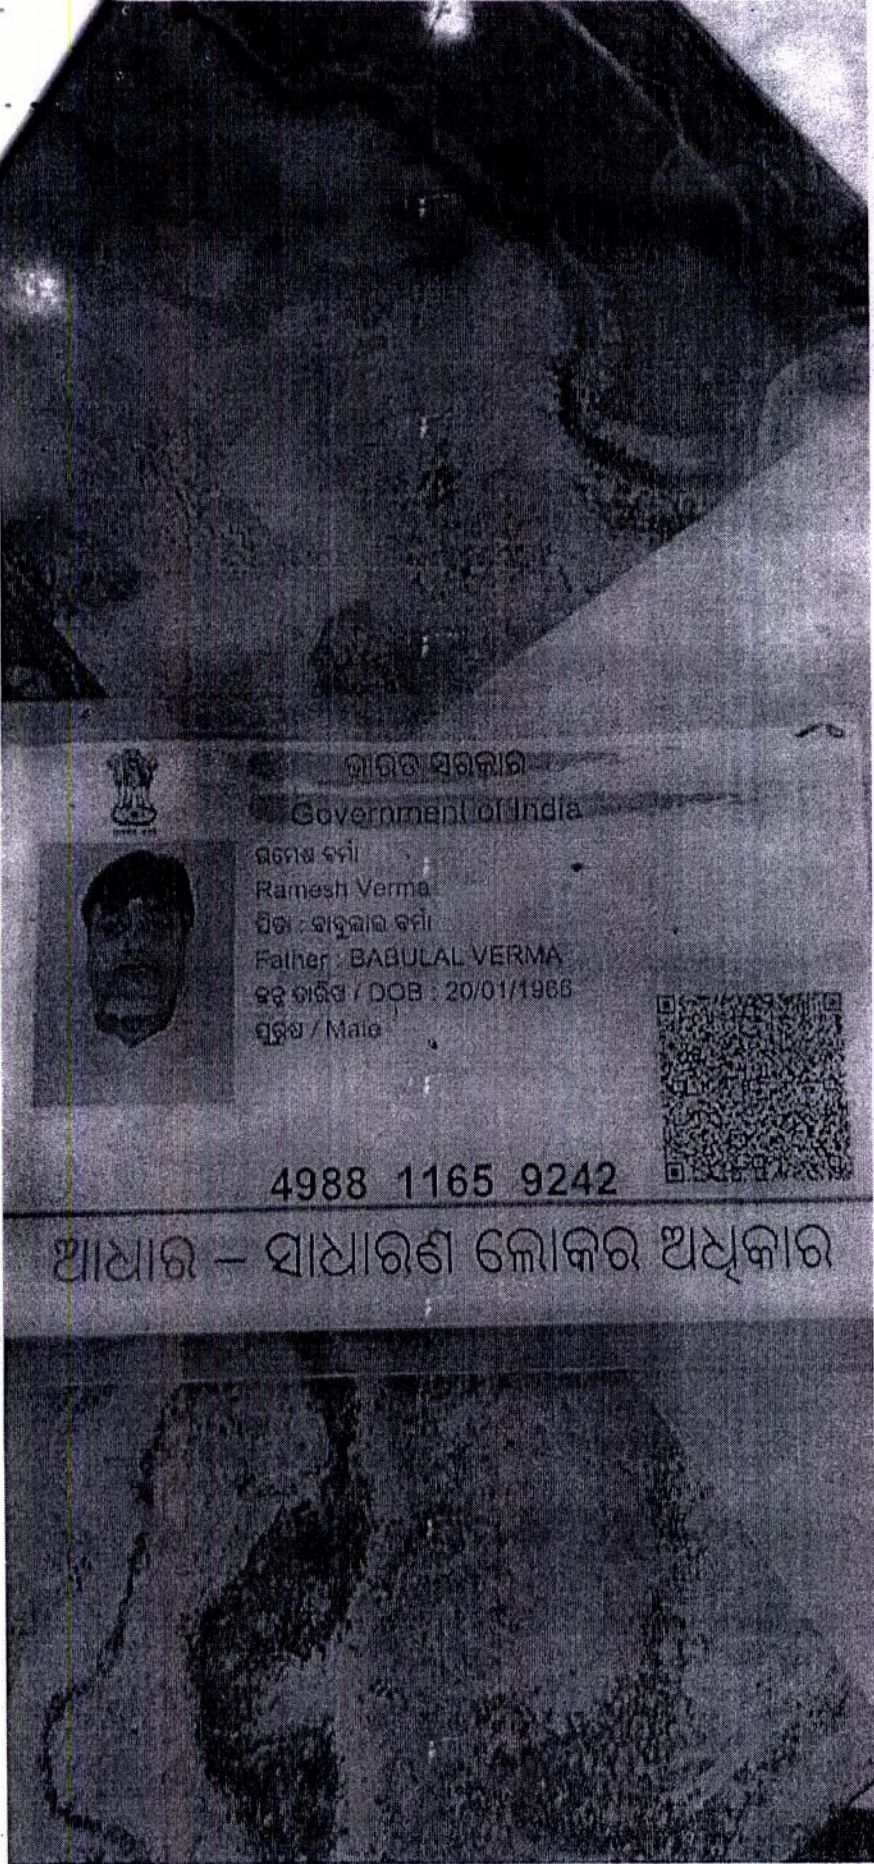 ଭାରତ ସରକାର
Government of India
ରମେଷ ବର୍ମା
Ramesh Verma
ପିତା : ବାବୁଲାଲ ବର୍ମା
Father : BABULAL VERMA
ଜନ୍ମ ତାରିଖ / DOB : 20/01/1966
ପୁରୁଷ / Male
4988 1165 9242
ଆଧାର – ସାଧାରଣ ଲୋକର ଅଧିକାର